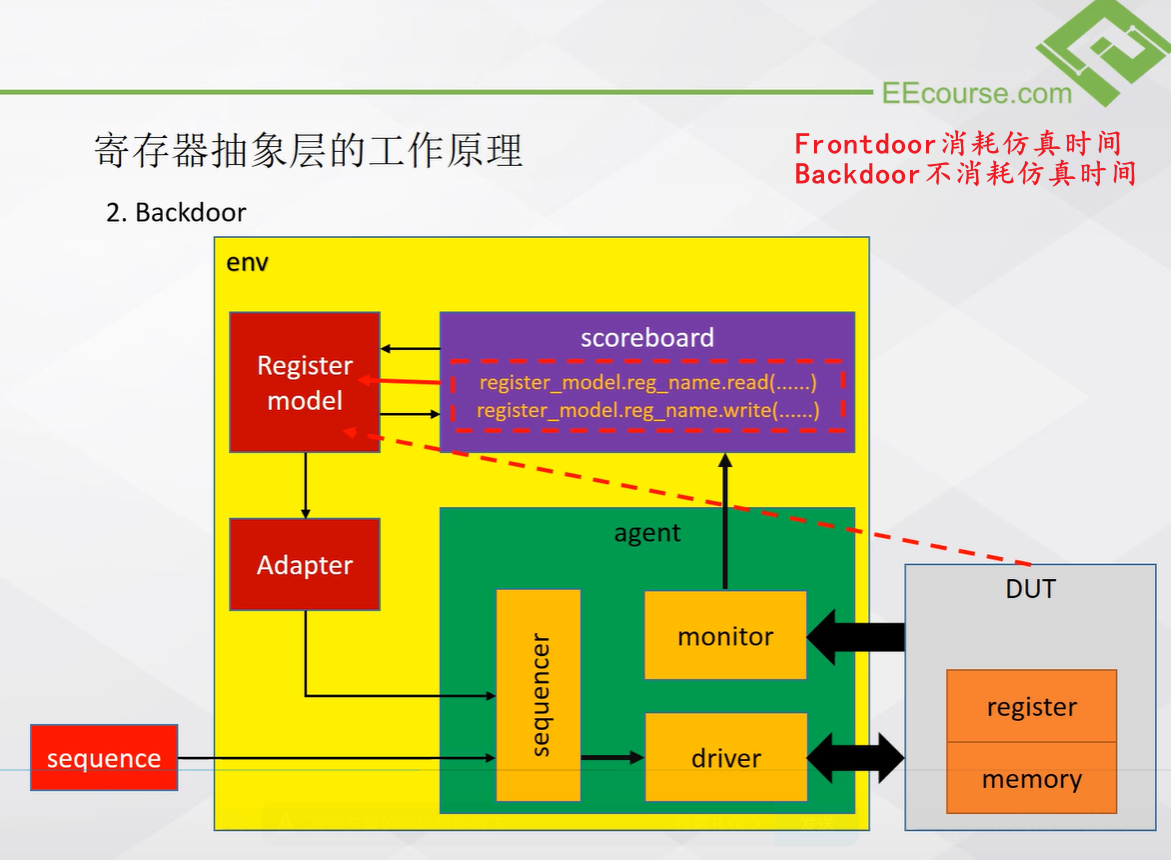 EEcourse.com
寄存器抽象层的工作原理
Frontdoor消耗仿真时间
Backdoor不消耗仿真时间
2. Backdoor
env
Register
model
scoreboard
register_model.reg_name.read(......)
register_model.reg_name.write(......)
Adapter
agent
sequencer
monitor
driver
sequence
DUT
register
memory